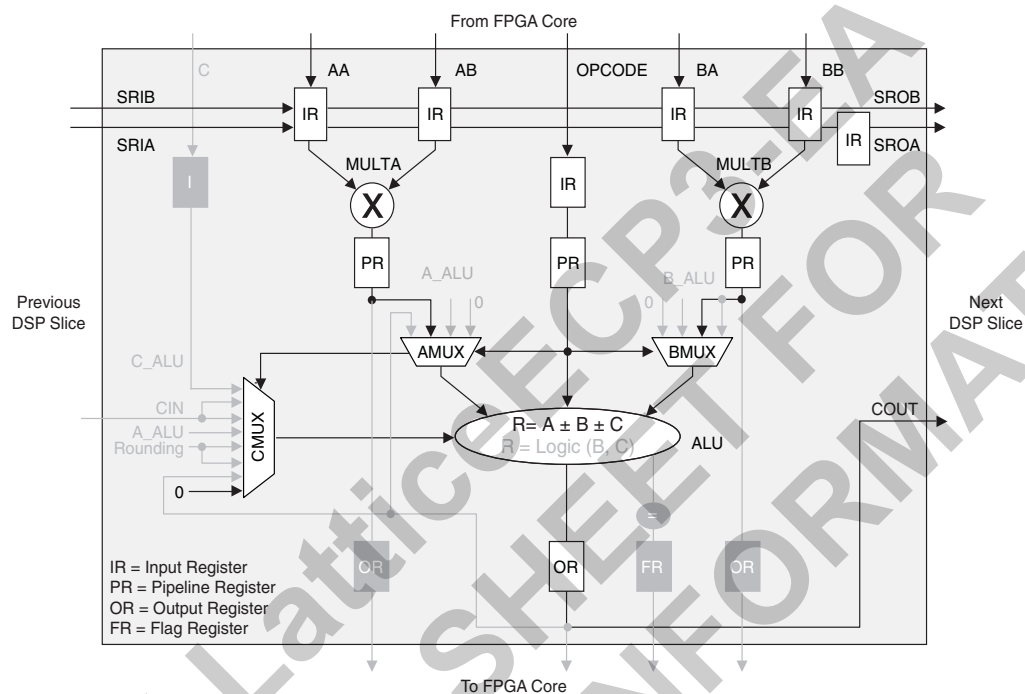 From FPGA Core
C
AA
AB
OPCODE
BA
BB
SRIB
SROB
IR
IR
IR
IR
SRIA
IR
SROA
MULTA
MULTB
I
IR
X
X
PR
PR
PR
A_ALU
B_ALU
0
0
Previous
DSP Slice
Next
DSP Slice
AMUX
BMUX
C_ALU
CIN
A_ALU
Rounding
0
CMUX
R= A ± B ± C
R = Logic (B, C)
ALU
COUT
=
OR
OR
FR
OR
IR = Input Register
PR = Pipeline Register
OR = Output Register
FR = Flag Register
To FPGA Core
LatticeECP3-EA
SHEET FOR
INFORMAT